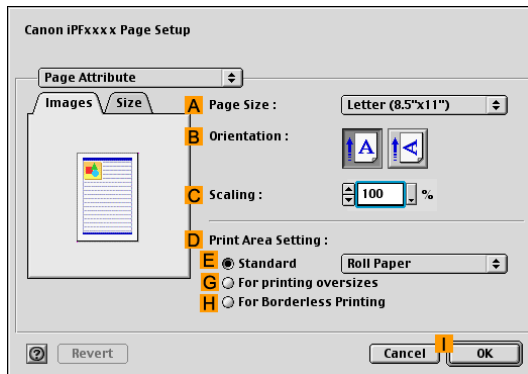 Canon iPFxxxx Page Setup
Page Attribute
Images Size
A Page Size : Letter (8.5"x11")
B Orientation : A A
C Scaling : 100 %
D Print Area Setting :
E Standard Roll Paper
G For printing oversizes
H For Borderless Printing
? Revert Cancel I OK